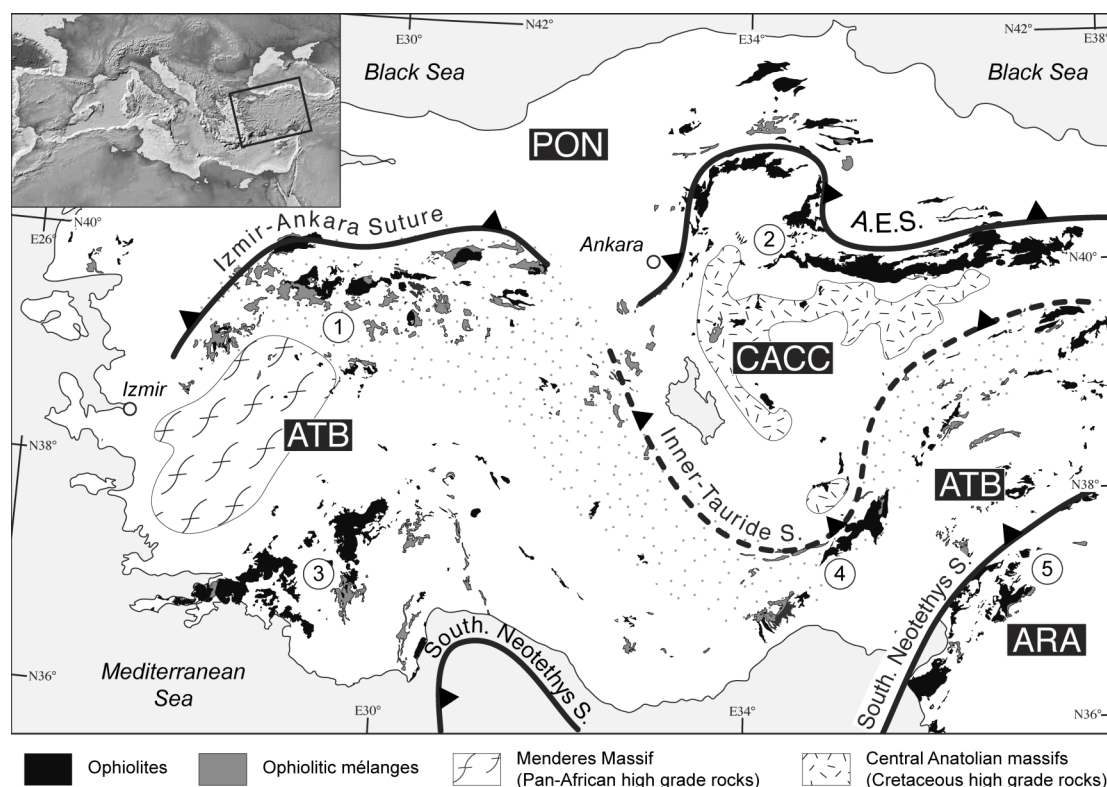 E30°
N42°
E34°
N42°
E38°
Black Sea
Black Sea
PON
N40°
E26°
Izmir-Ankara Suture
Ankara
2
A.E.S.
N40°
1
CACC
Izmir
ATB
N38°
Inner-Tauride S.
ATB
N38°
3
4
5
South. Neotethys S.
South. Neotethys S.
ARA
Mediterranean
Sea
N36°
E30°
E34°
N36°
Ophiolites
Ophiolitic mélanges
Menderes Massif
(Pan-African high grade rocks)
Central Anatolian massifs
(Cretaceous high grade rocks)